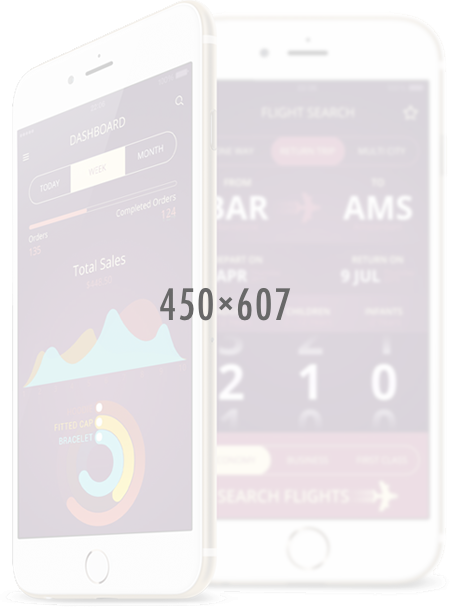 DASHBOARD
TODAY
WEEK
MONTH
Orders
135
Completed Orders
124
Total Sales
FITTED CAP
BRACELET
450×607
FLIGHT SEARCH
RETURN TRIP
MULTI-CITY
FROM
TO
BAR
AMS
DEPART ON
RETURN ON
APR
9 JUL
CHILDREN
INFANTS
2
1
0
ECONOMY
BUSINESS
FIRST CLASS
SEARCH FLIGHTS